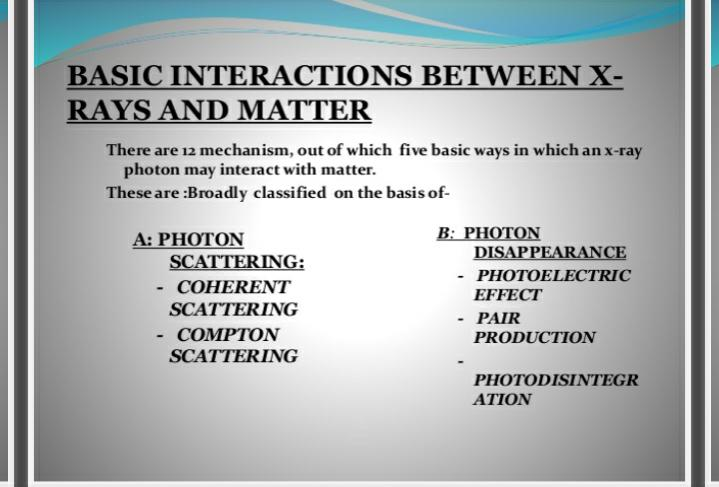 BASIC INTERACTIONS BETWEEN X-
RAYS AND MATTER
There are 12 mechanism, out of which five basic ways in which an x-ray
photon may interact with matter.
These are :Broadly classified on the basis of-
A: PHOTON
SCATTERING:
- COHERENT
SCATTERING
- COMPTON
SCATTERING
B: PHOTON
DISAPPEARANCE
- PHOTOELECTRIC
EFFECT
- PAIR
PRODUCTION
-
PHOTODISINTEGR
ATION